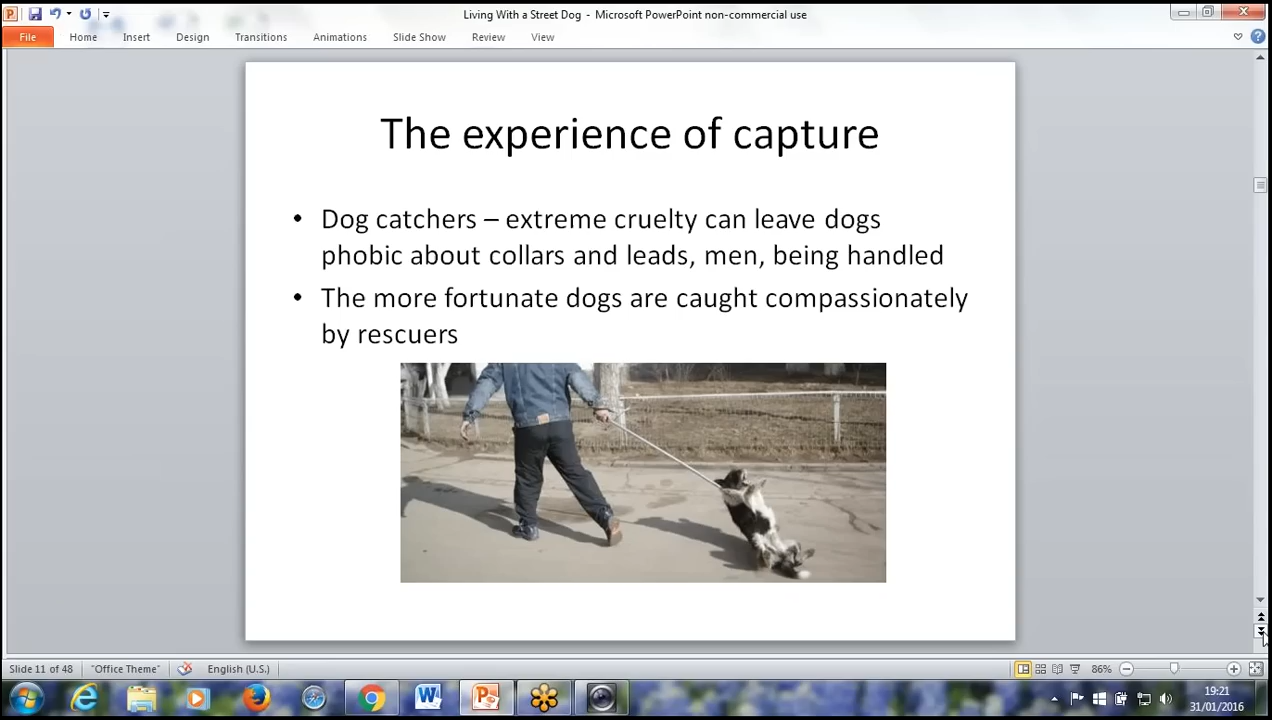 Living With a Street Dog - Microsoft PowerPoint non-commercial use
File Home Insert Design Transitions Animations Slide Show Review View
The experience of capture
• Dog catchers – extreme cruelty can leave dogs
phobic about collars and leads, men, being handled
• The more fortunate dogs are caught compassionately
by rescuers
Slide 11 of 48 "Office Theme" English (U.S.) 86%
19:21
31/01/2016